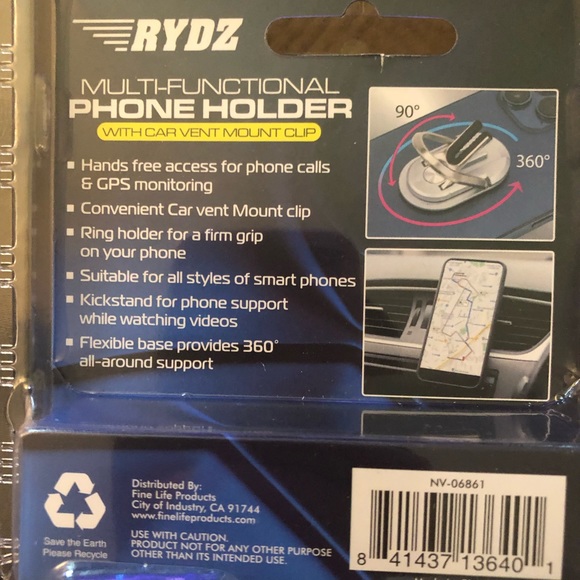 RYDZ
MULTI-FUNCTIONAL
PHONE HOLDER
WITH CAR VENT MOUNT CLIP
▪ Hands free access for phone calls
& GPS monitoring
▪ Convenient Car vent Mount clip
▪ Ring holder for a firm grip
on your phone
▪ Suitable for all styles of smart phones
▪ Kickstand for phone support
while watching videos
▪ Flexible base provides 360°
all-around support
90°
360°
Save the Earth
Please Recycle
Distributed By:
Fine Life Products
City of Industry, CA 91744
www.finelifeproducts.com
USE WITH CAUTION.
PRODUCT NOT FOR ANY OTHER PURPOSE
OTHER THAN ITS INTENDED USE.
NV-06861
8 41437 13640 1